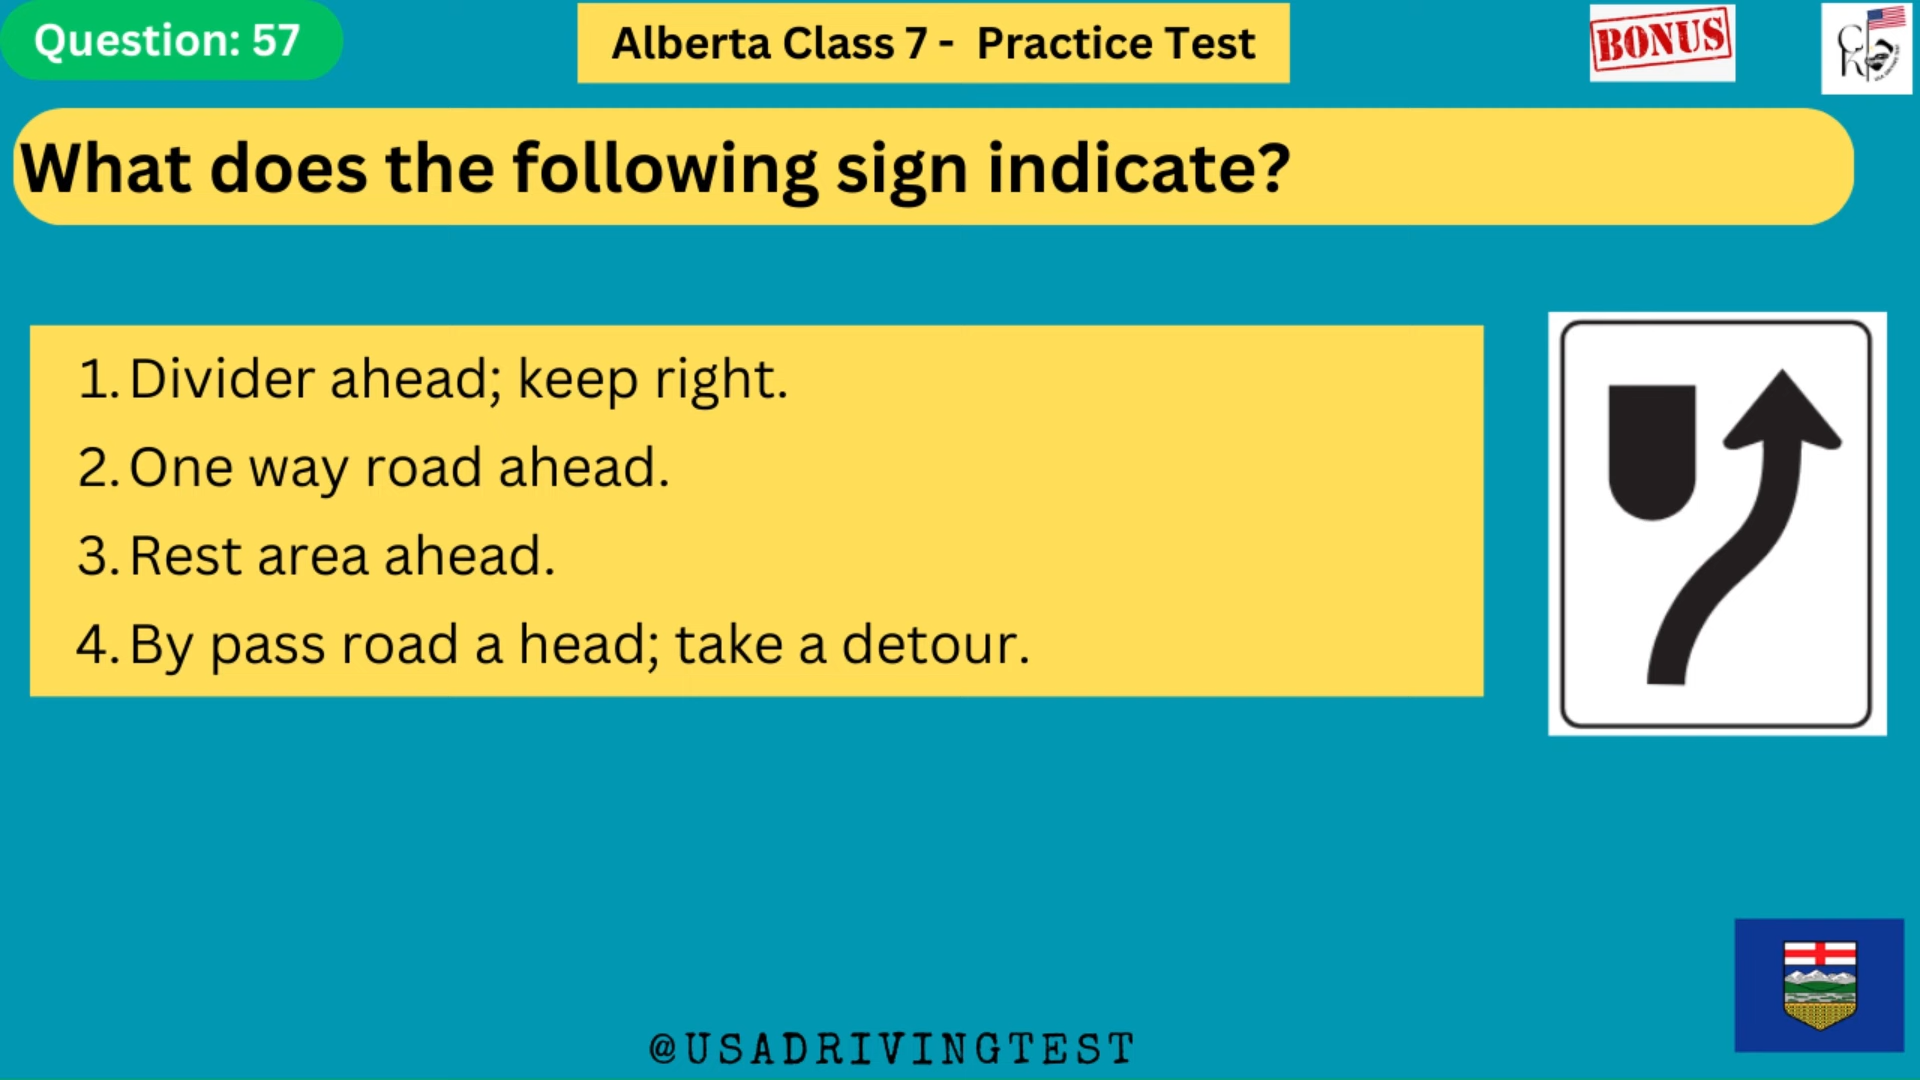 Question: 57
Alberta Class 7 - Practice Test
BONUS
What does the following sign indicate?
1. Divider ahead; keep right.
2. One way road ahead.
3. Rest area ahead.
4. By pass road a head; take a detour.
@USADRIVINGTEST